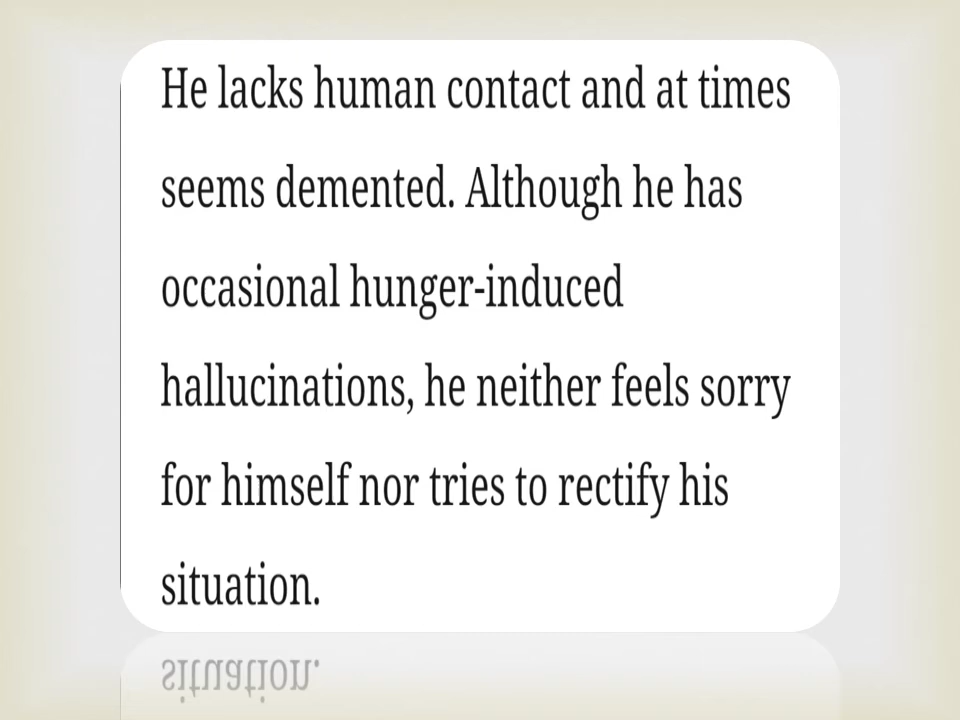 He lacks human contact and at times
seems demented. Although he has
occasional hunger-induced
hallucinations, he neither feels sorry
for himself nor tries to rectify his
situation.